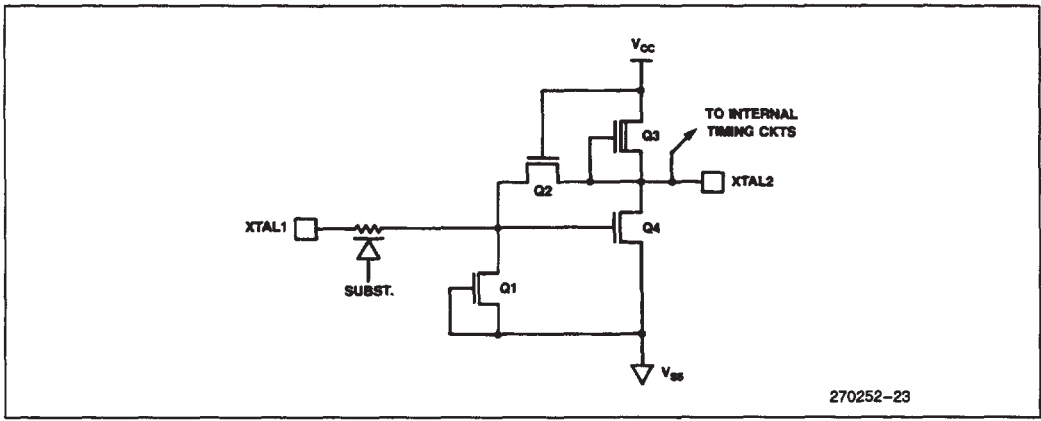 VCC
TO INTERNAL
TIMING CKTS
Q3
Q2
XTAL2
XTAL1
Q4
SUBST.
Q1
VSS
270252-23